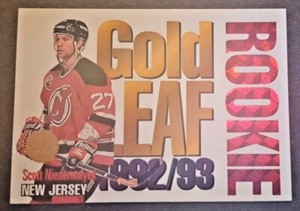 Gold
LEAF
1992/93
ROOKIE
27
Scott Niedermayer
NEW JERSEY